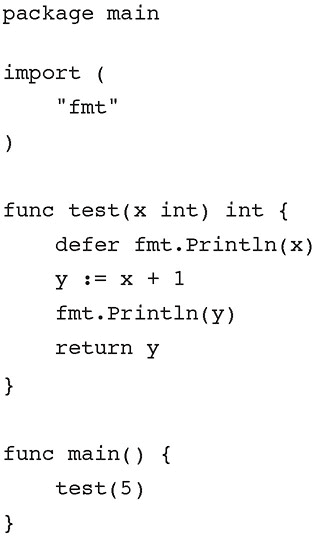 package main

import (
    "fmt"
)

func test(x int) int {
    defer fmt.Println(x)
    y := x + 1
    fmt.Println(y)
    return y
}

func main() {
    test(5)
}